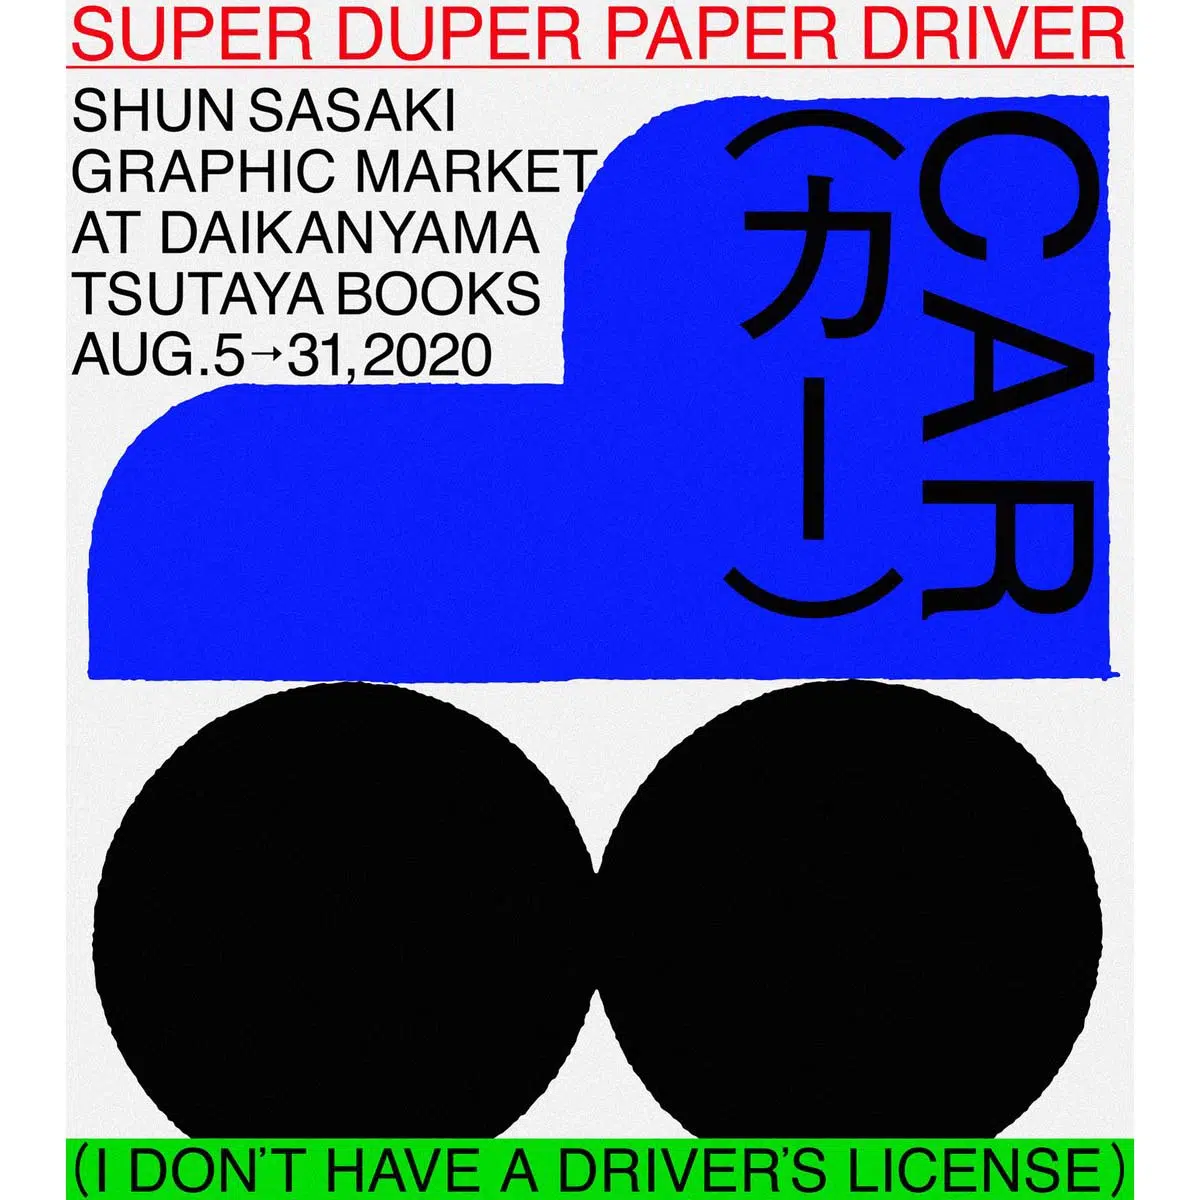 SUPER DUPER PAPER DRIVER
SHUN SASAKI
GRAPHIC MARKET
AT DAIKANYAMA
TSUTAYA BOOKS
AUG.5→31,2020
CAR
(カー)
(I DON'T HAVE A DRIVER'S LICENSE)